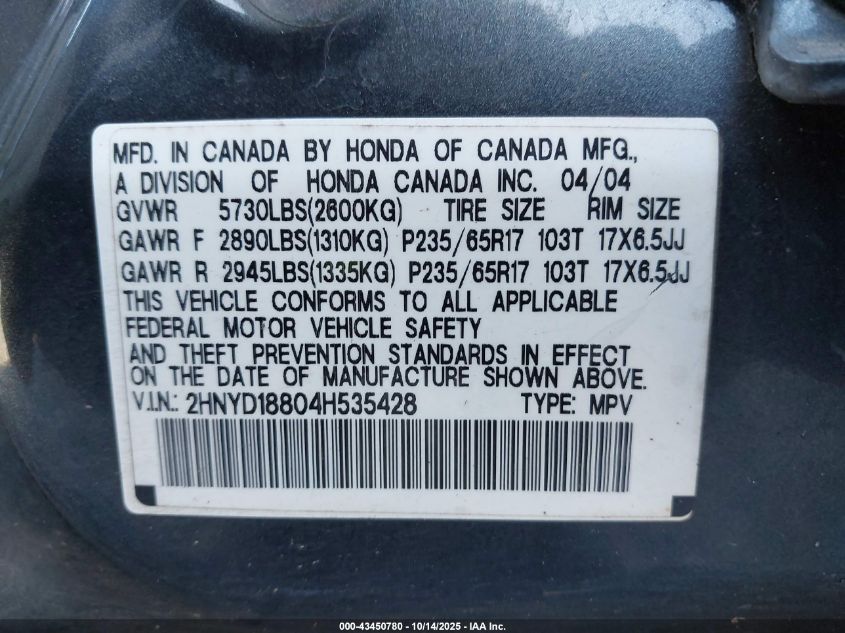 MFD. IN CANADA BY HONDA OF CANADA MFG.,
A DIVISION OF HONDA CANADA INC. 04/04
GVWR 5730LBS(2600KG) TIRE SIZE RIM SIZE
GAWR F 2890LBS(1310KG) P235/65R17 103T 17X6.5JJ
GAWR R 2945LBS(1335KG) P235/65R17 103T 17X6.5JJ
THIS VEHICLE CONFORMS TO ALL APPLICABLE
FEDERAL MOTOR VEHICLE SAFETY
AND THEFT PREVENTION STANDARDS IN EFFECT
ON THE DATE OF MANUFACTURE SHOWN ABOVE.
V.I.N.: 2HNYD18804H535428 TYPE: MPV
000-43450780 - 10/14/2025 - IAA Inc.